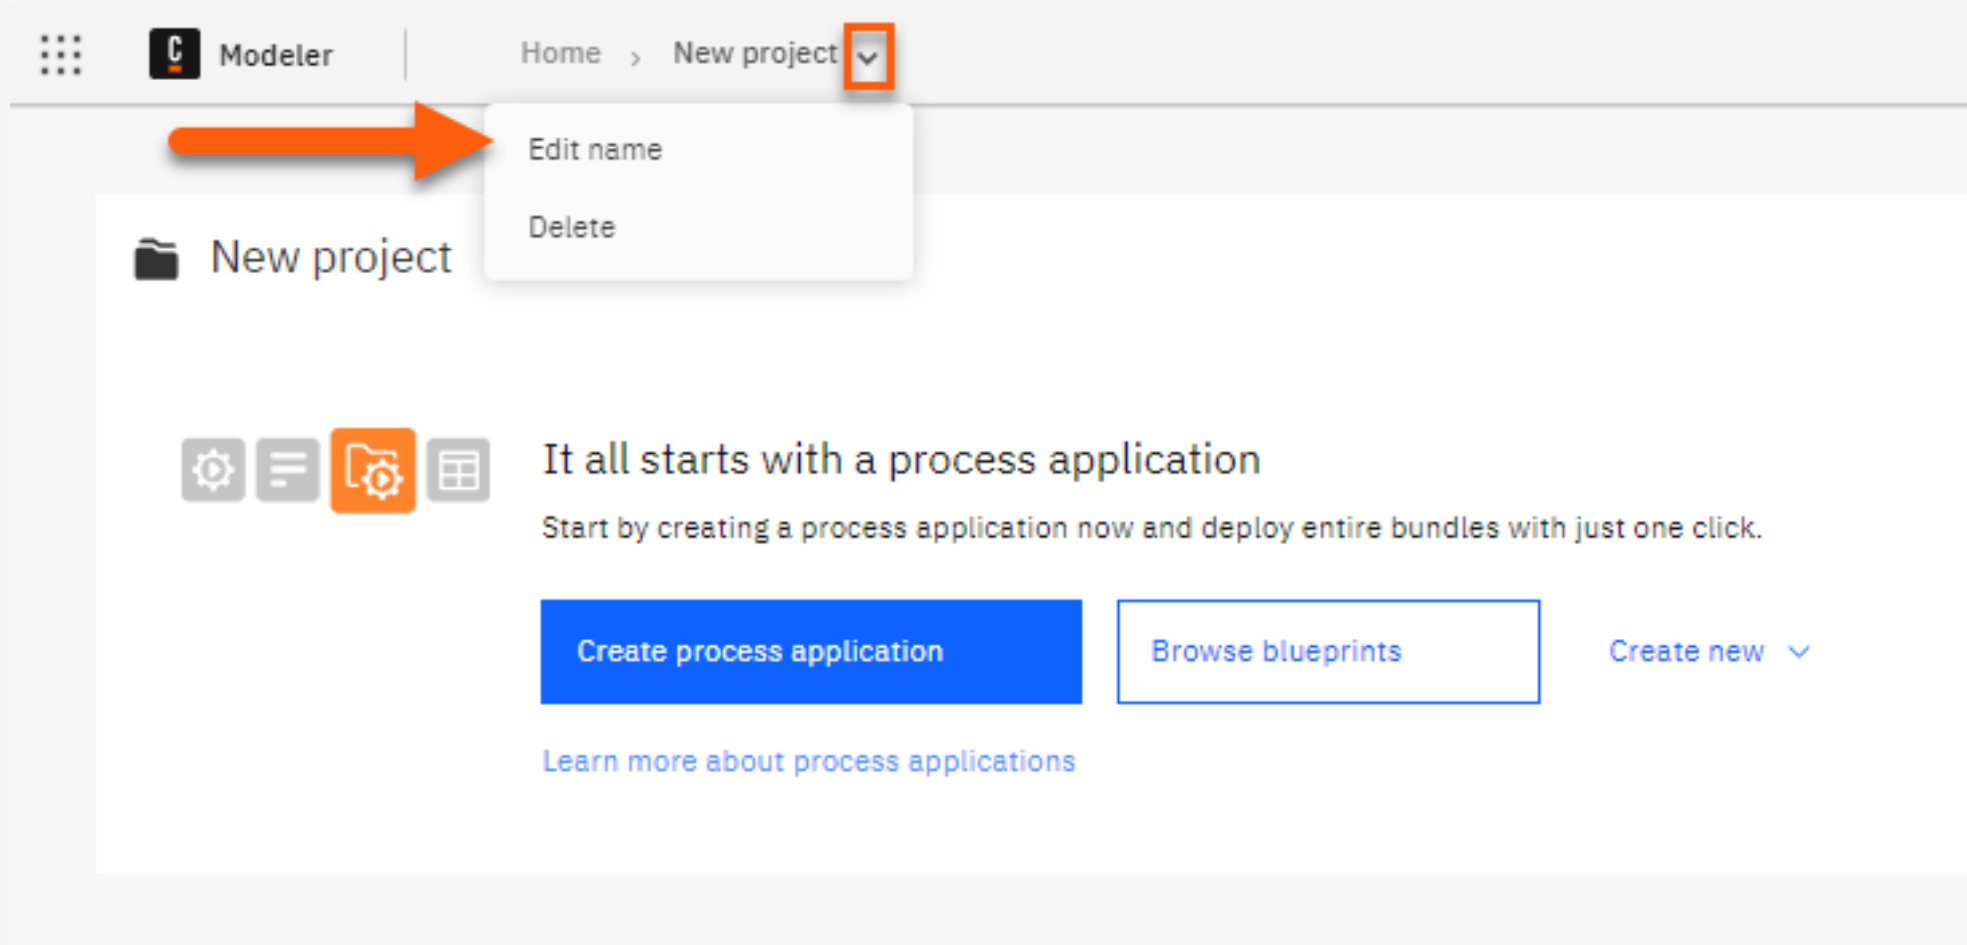 Modeler
Home > New project
Edit name
Delete
New project
It all starts with a process application
Start by creating a process application now and deploy entire bundles with just one click.
Create process application
Browse blueprints
Create new
Learn more about process applications